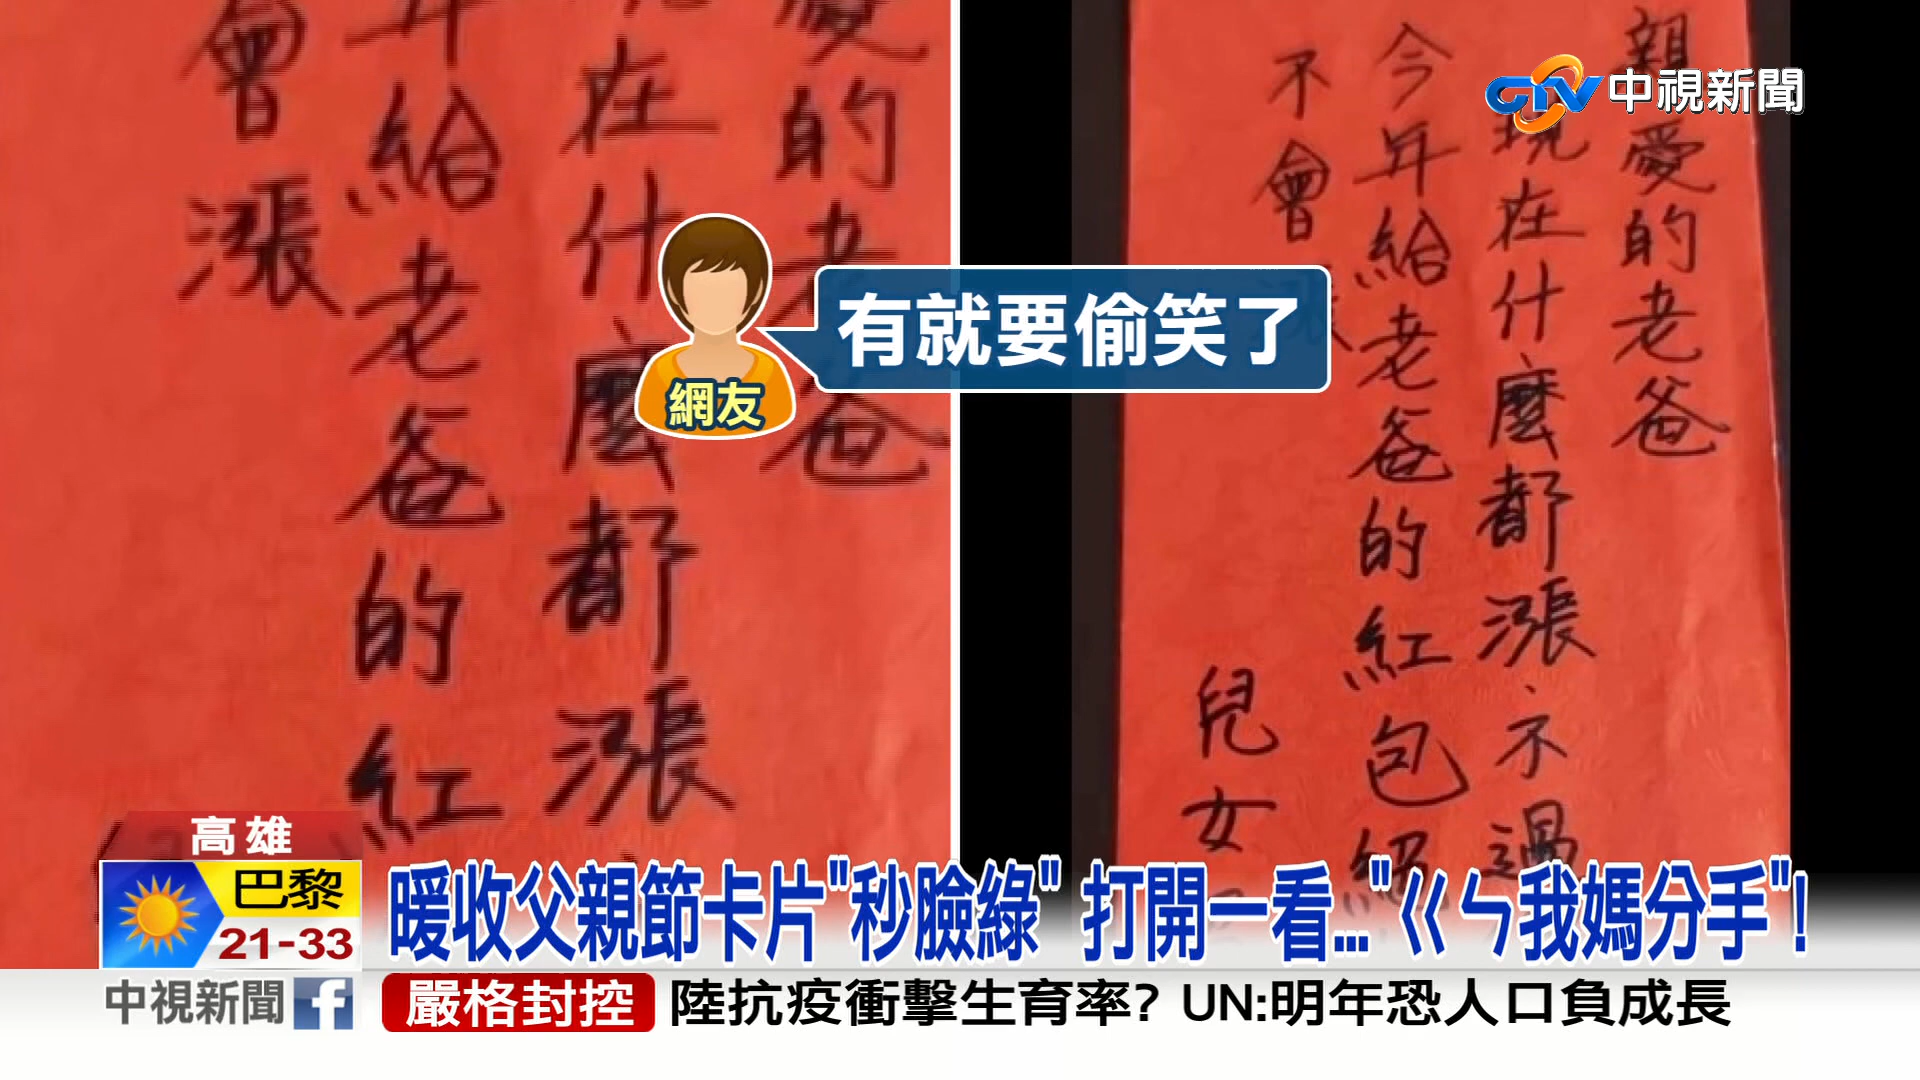 中視新聞
親愛的老爸
現在什麼都漲、不過
今年給老爸的紅包絕
不會漲
兒女
愛的老爸
在什麼都漲
年給老爸的紅
會漲
網友
有就要偷笑了
高雄
巴黎
21-33
暖收父親節卡片"秒臉綠" 打開一看..."ㄍㄣ我媽分手"!
中視新聞
嚴格封控 陸抗疫衝擊生育率? UN:明年恐人口負成長